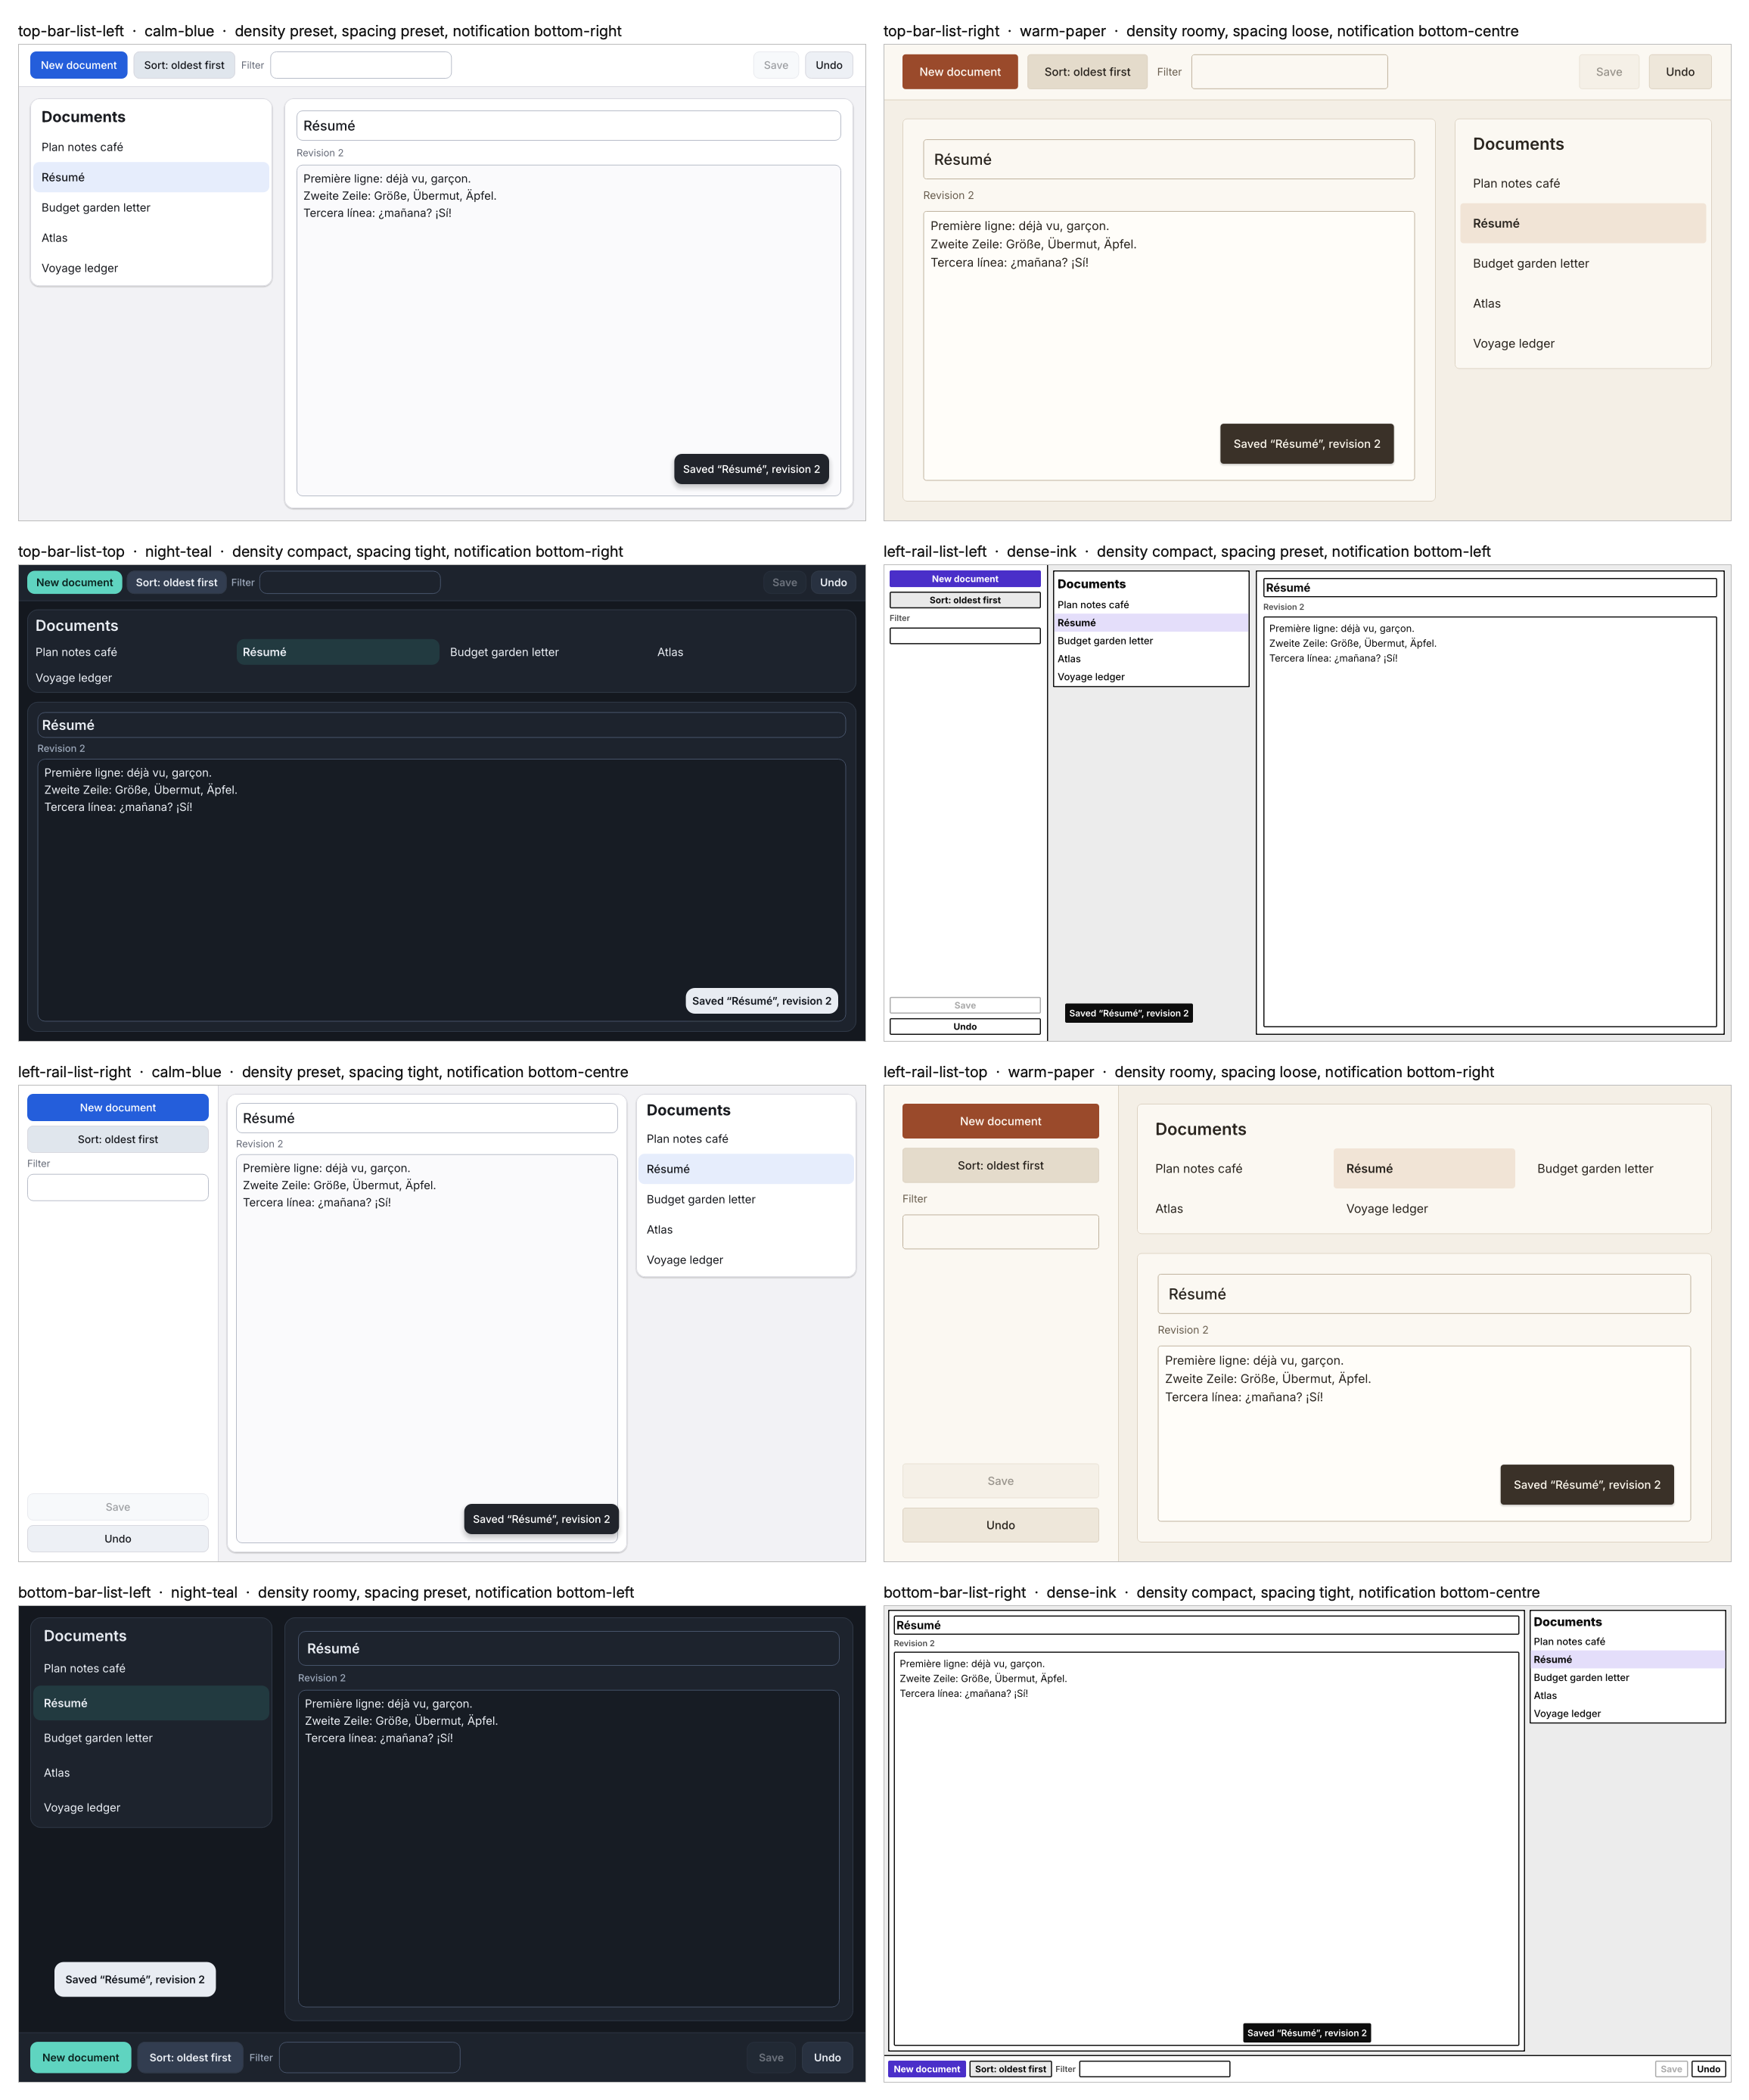 top-bar-list-left · calm-blue · density preset, spacing preset, notification bottom-right
New document Sort: oldest first Filter Save Undo
Documents
Plan notes café
Résumé
Budget garden letter
Atlas
Voyage ledger
Résumé
Revision 2
Première ligne: déjà vu, garçon.
Zweite Zeile: Größe, Übermut, Äpfel.
Tercera línea: ¿mañana? ¡Sí!
Saved “Résumé”, revision 2
top-bar-list-right · warm-paper · density roomy, spacing loose, notification bottom-centre
New document Sort: oldest first Filter Save Undo
Résumé
Revision 2
Première ligne: déjà vu, garçon.
Zweite Zeile: Größe, Übermut, Äpfel.
Tercera línea: ¿mañana? ¡Sí!
Saved “Résumé”, revision 2
Documents
Plan notes café
Résumé
Budget garden letter
Atlas
Voyage ledger
top-bar-list-top · night-teal · density compact, spacing tight, notification bottom-right
New document Sort: oldest first Filter Save Undo
Documents
Plan notes café Résumé Budget garden letter Atlas
Voyage ledger
Résumé
Revision 2
Première ligne: déjà vu, garçon.
Zweite Zeile: Größe, Übermut, Äpfel.
Tercera línea: ¿mañana? ¡Sí!
Saved “Résumé”, revision 2
left-rail-list-left · dense-ink · density compact, spacing preset, notification bottom-left
New document
Sort: oldest first
Filter
Save
Undo
Documents
Plan notes café
Résumé
Budget garden letter
Atlas
Voyage ledger
Saved “Résumé”, revision 2
Résumé
Revision 2
Première ligne: déjà vu, garçon.
Zweite Zeile: Größe, Übermut, Äpfel.
Tercera línea: ¿mañana? ¡Sí!
left-rail-list-right · calm-blue · density preset, spacing tight, notification bottom-centre
New document
Sort: oldest first
Filter
Save
Undo
Résumé
Revision 2
Première ligne: déjà vu, garçon.
Zweite Zeile: Größe, Übermut, Äpfel.
Tercera línea: ¿mañana? ¡Sí!
Saved “Résumé”, revision 2
Documents
Plan notes café
Résumé
Budget garden letter
Atlas
Voyage ledger
left-rail-list-top · warm-paper · density roomy, spacing loose, notification bottom-right
New document
Sort: oldest first
Filter
Save
Undo
Documents
Plan notes café Résumé Budget garden letter
Atlas Voyage ledger
Résumé
Revision 2
Première ligne: déjà vu, garçon.
Zweite Zeile: Größe, Übermut, Äpfel.
Tercera línea: ¿mañana? ¡Sí!
Saved “Résumé”, revision 2
bottom-bar-list-left · night-teal · density roomy, spacing preset, notification bottom-left
Documents
Plan notes café
Résumé
Budget garden letter
Atlas
Voyage ledger
Saved “Résumé”, revision 2
Résumé
Revision 2
Première ligne: déjà vu, garçon.
Zweite Zeile: Größe, Übermut, Äpfel.
Tercera línea: ¿mañana? ¡Sí!
New document Sort: oldest first Filter Save Undo
bottom-bar-list-right · dense-ink · density compact, spacing tight, notification bottom-centre
Résumé
Revision 2
Première ligne: déjà vu, garçon.
Zweite Zeile: Größe, Übermut, Äpfel.
Tercera línea: ¿mañana? ¡Sí!
Saved “Résumé”, revision 2
Documents
Plan notes café
Résumé
Budget garden letter
Atlas
Voyage ledger
New document Sort: oldest first Filter Save Undo